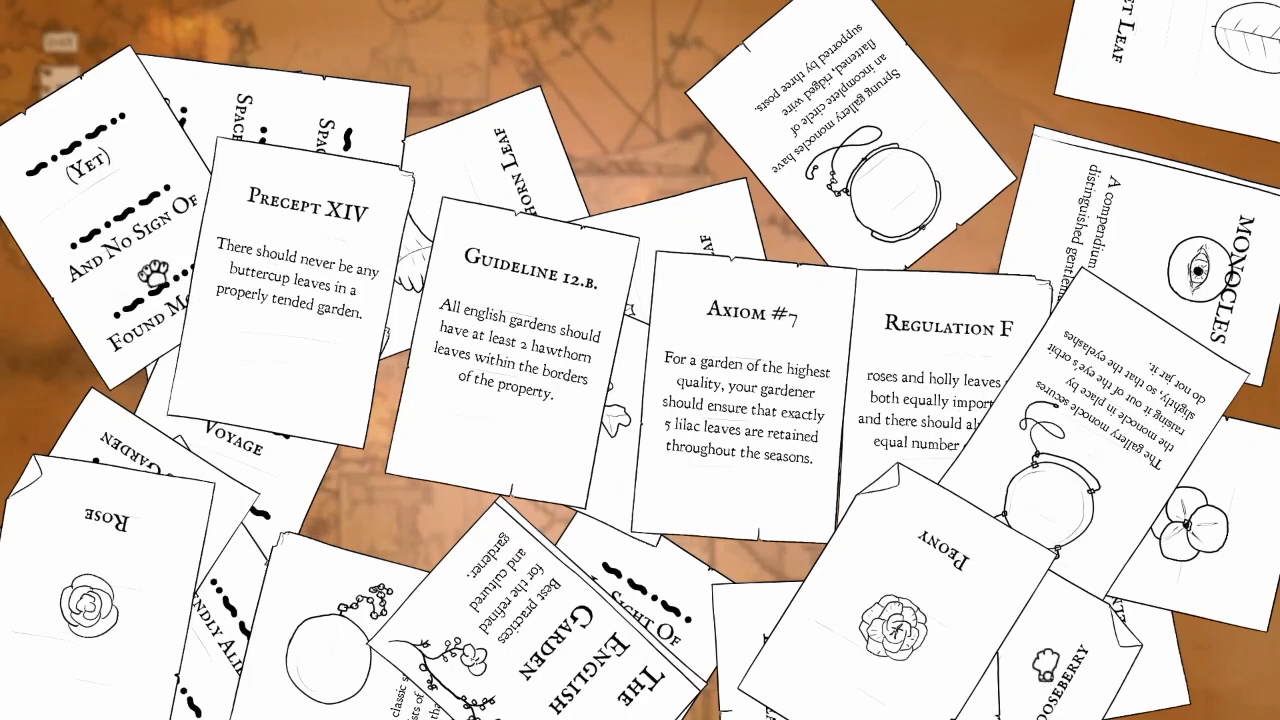 (Yet)
And No Sign Of
Found
Space
Horn Leaf
Precept XIV
There should never be any
buttercup leaves in a
properly tended garden.
Guideline 12.b.
All english gardens should
have at least 2 hawthorn
leaves within the borders
of the property.
Axiom #7
For a garden of the highest
quality, your gardener
should ensure that exactly
5 lilac leaves are retained
throughout the seasons.
Regulation F
roses and holly leaves
both equally
and there should
equal number
Sprung gallery monocles have
an incomplete circle of
flattened, ridged wire
supported by three posts.
Leaf
MONOCLES
A compendium
distinguished
The gallery monocle secures
the monocle in place by
raising it out of the eye's orbit
slightly, so that the eyelashes
do not jar it.
Voyage
Garden
Rose
The
English
Garden
Best practices
for the refined
and cultured
gardener.
Sight Of
Peony